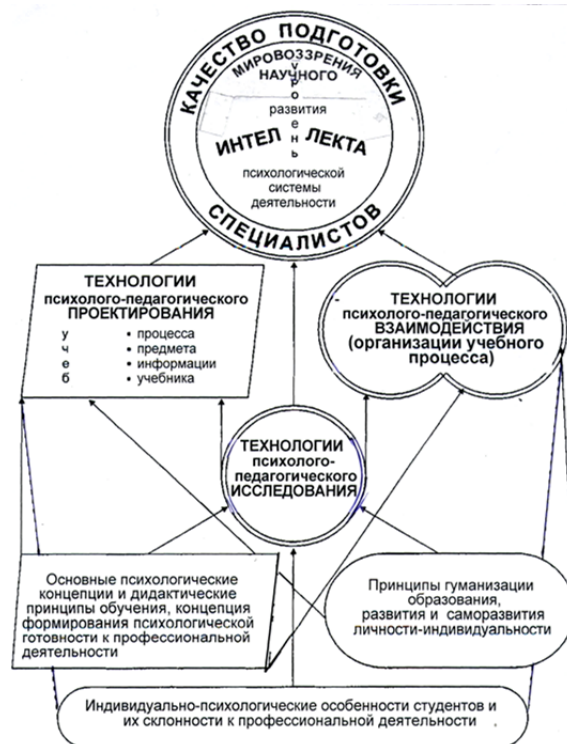 КАЧЕСТВО ПОДГОТОВКИ
МИРОВОЗЗРЕНИЯ
НАУЧНОГО
уровень
развития
ИНТЕЛ ЛЕКТА
психологической
системы
деятельности
СПЕЦИАЛИСТОВ
ТЕХНОЛОГИИ
психолого-педагогического
ПРОЕКТИРОВАНИЯ
у • процесса
ч • предмета
е • информации
б • учебника
ТЕХНОЛОГИИ
психолого-педагогического
ВЗАИМОДЕЙСТВИЯ
(организации учебного
процесса)
ТЕХНОЛОГИИ
психолого-
педагогического
ИССЛЕДОВАНИЯ
Основные психологические
концепции и дидактические
принципы обучения, концепция
формирования психологической
готовности к профессиональной
деятельности
Принципы гуманизации
образования,
развития и саморазвития
личности-индивидуальности
Индивидуально-психологические особенности студентов и
их склонности к профессиональной деятельности